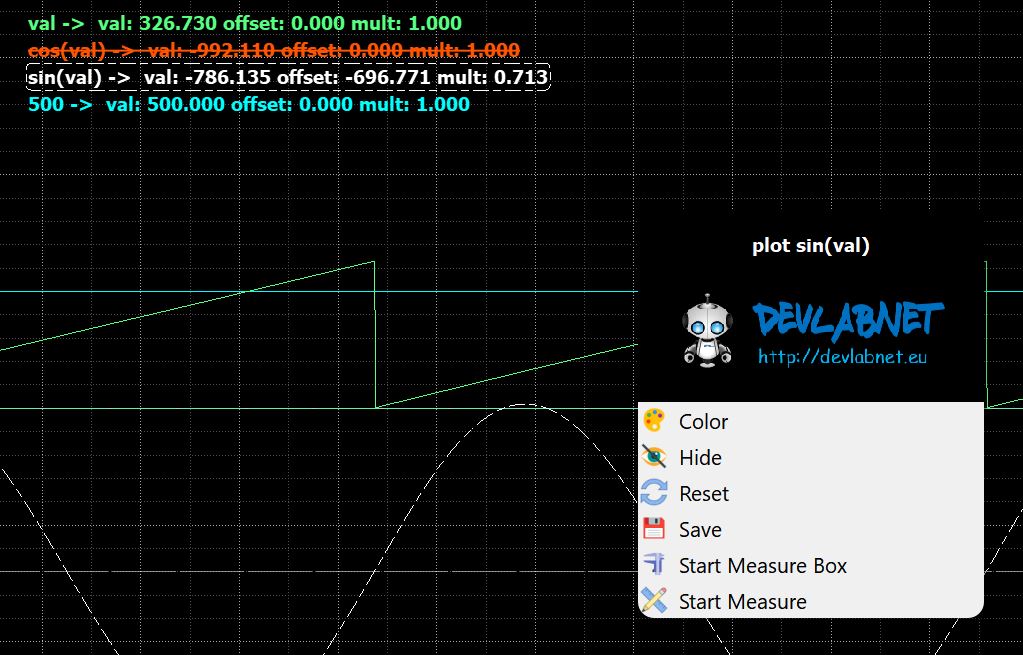 val -> val: 326.730 offset: 0.000 mult: 1.000
cos(val) -> val: -992.110 offset: 0.000 mult: 1.000
sin(val) -> val: -786.135 offset: -696.771 mult: 0.713
500 -> val: 500.000 offset: 0.000 mult: 1.000
plot sin(val)
DEVLABNET
http://devlabnet.eu
Color
Hide
Reset
Save
Start Measure Box
Start Measure